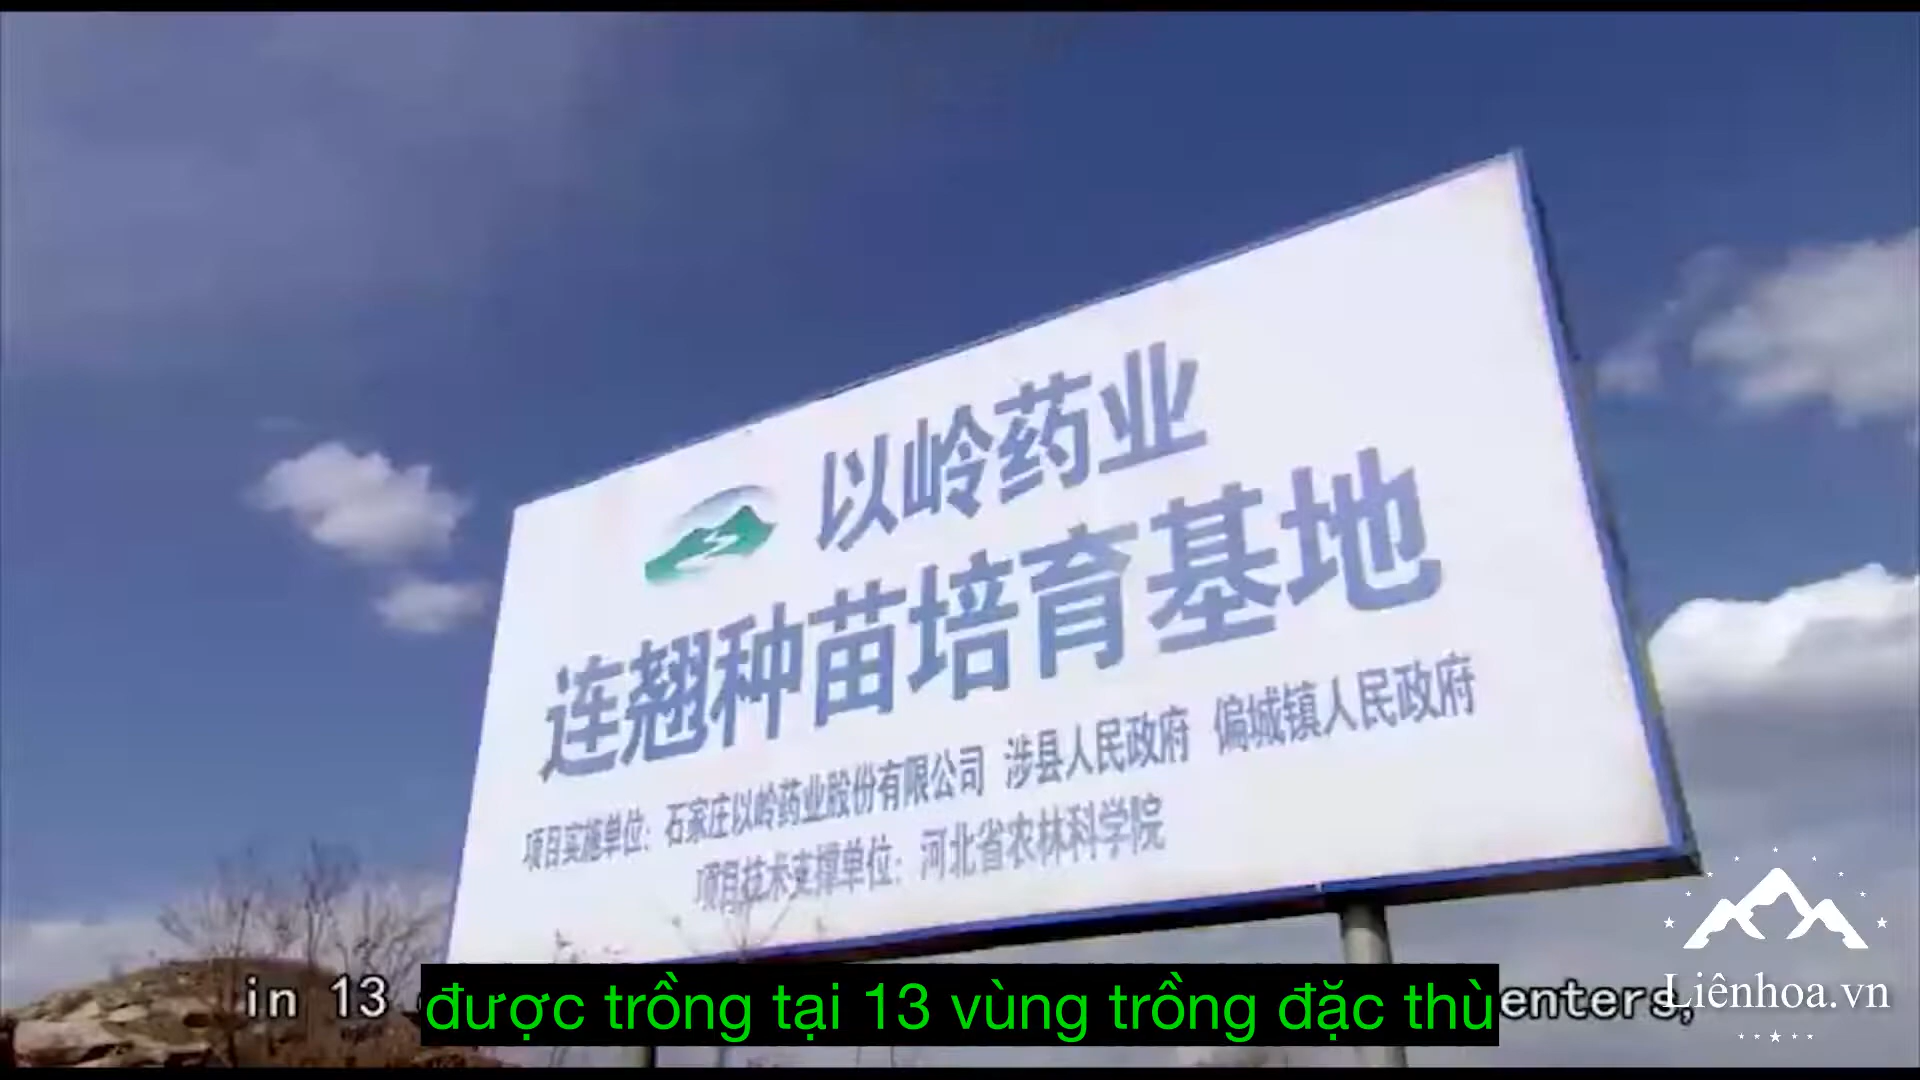 以岭药业
连翘种苗培育基地
项目实施单位：石家庄以岭药业股份有限公司 涉县人民政府 偏城镇人民政府
项目技术支撑单位：河北省农林科学院
in 13
được trồng tại 13 vùng trồng đặc thù
enters,
Liênhoa.vn